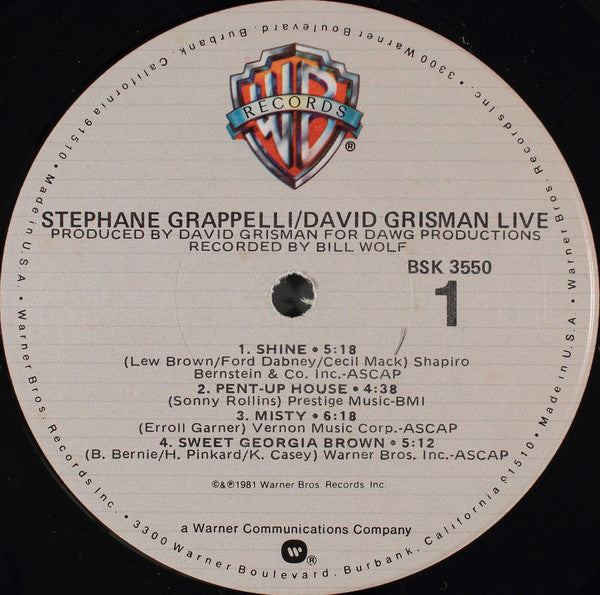 WB
RECORDS
®
STEPHANE GRAPPELLI/DAVID GRISMAN LIVE
PRODUCED BY DAVID GRISMAN FOR DAWG PRODUCTIONS
RECORDED BY BILL WOLF
BSK 3550
1
1. SHINE • 5:18
(Lew Brown/Ford Dabney/Cecil Mack) Shapiro
Bernstein & Co. Inc.-ASCAP
2. PENT-UP HOUSE • 4:38
(Sonny Rollins) Prestige Music-BMI
3. MISTY • 6:18
(Erroll Garner) Vernon Music Corp.-ASCAP
4. SWEET GEORGIA BROWN • 5:12
(B. Bernie/H. Pinkard/K. Casey) Warner Bros. Inc.-ASCAP
©&℗1981 Warner Bros. Records Inc.
a Warner Communications Company
®
Warner Bros. Records Inc. • 3300 Warner Boulevard, Burbank, California 91510 • Made in U.S.A. • Warner Bros. Records Inc. • 3300 Warner Boulevard, Burbank, California 91510 • Made in U.S.A. •